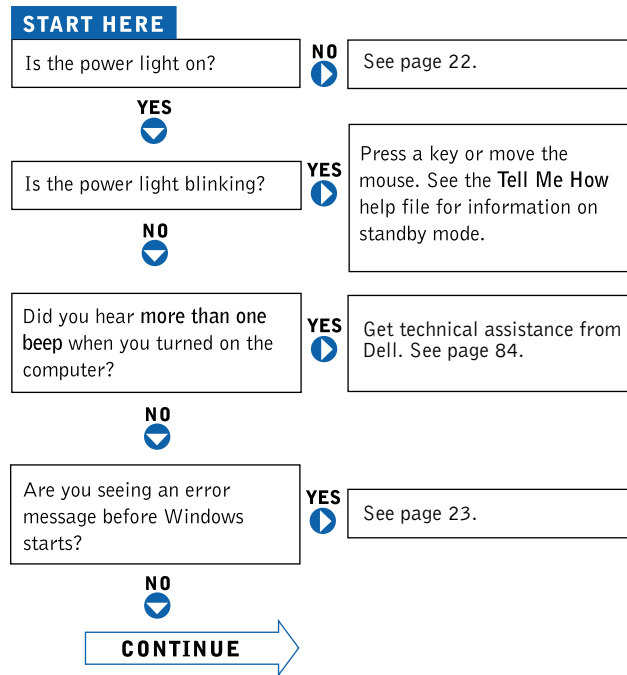 START HERE
Is the power light on?
NO
See page 22.
YES
Is the power light blinking?
YES
Press a key or move the
mouse. See the Tell Me How
help file for information on
standby mode.
NO
Did you hear more than one
beep when you turned on the
computer?
YES
Get technical assistance from
Dell. See page 84.
NO
Are you seeing an error
message before Windows
starts?
YES
See page 23.
NO
CONTINUE